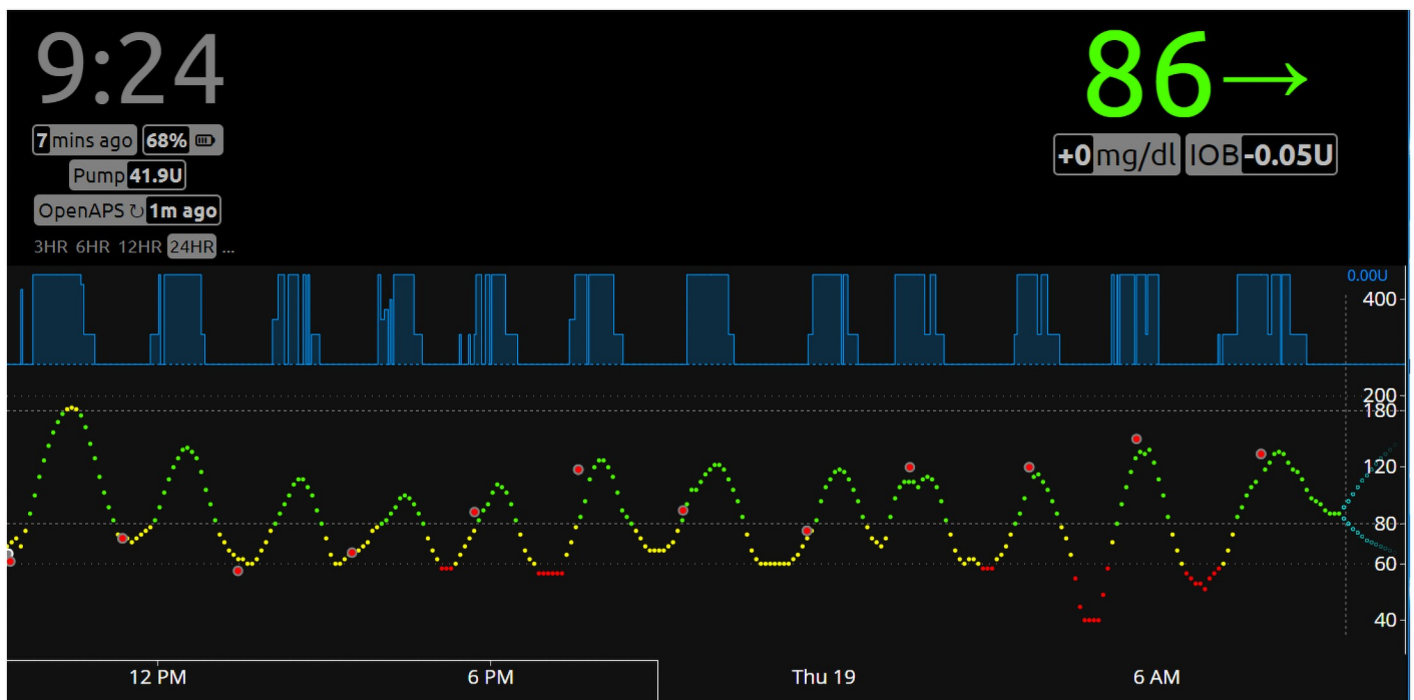 9:24
86→
7 mins ago 68%
+0 mg/dl IOB -0.05U
Pump 41.9U
OpenAPS ↻ 1m ago
3HR 6HR 12HR 24HR ...
0.00U
400
200
180
120
80
60
40
12 PM 6 PM Thu 19 6 AM